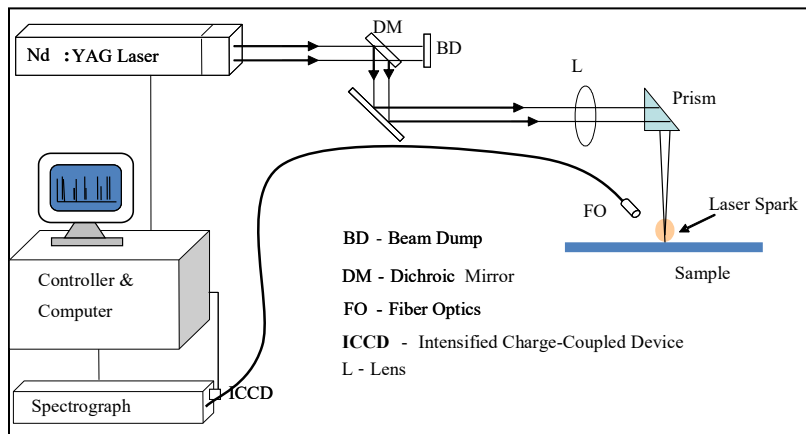 DM
Nd :YAG Laser
BD
L
Prism
FO
Laser Spark
BD - Beam Dump
Sample
Controller &
Computer
DM - Dichroic Mirror
FO - Fiber Optics
ICCD - Intensified Charge-Coupled Device
L - Lens
ICCD
Spectrograph